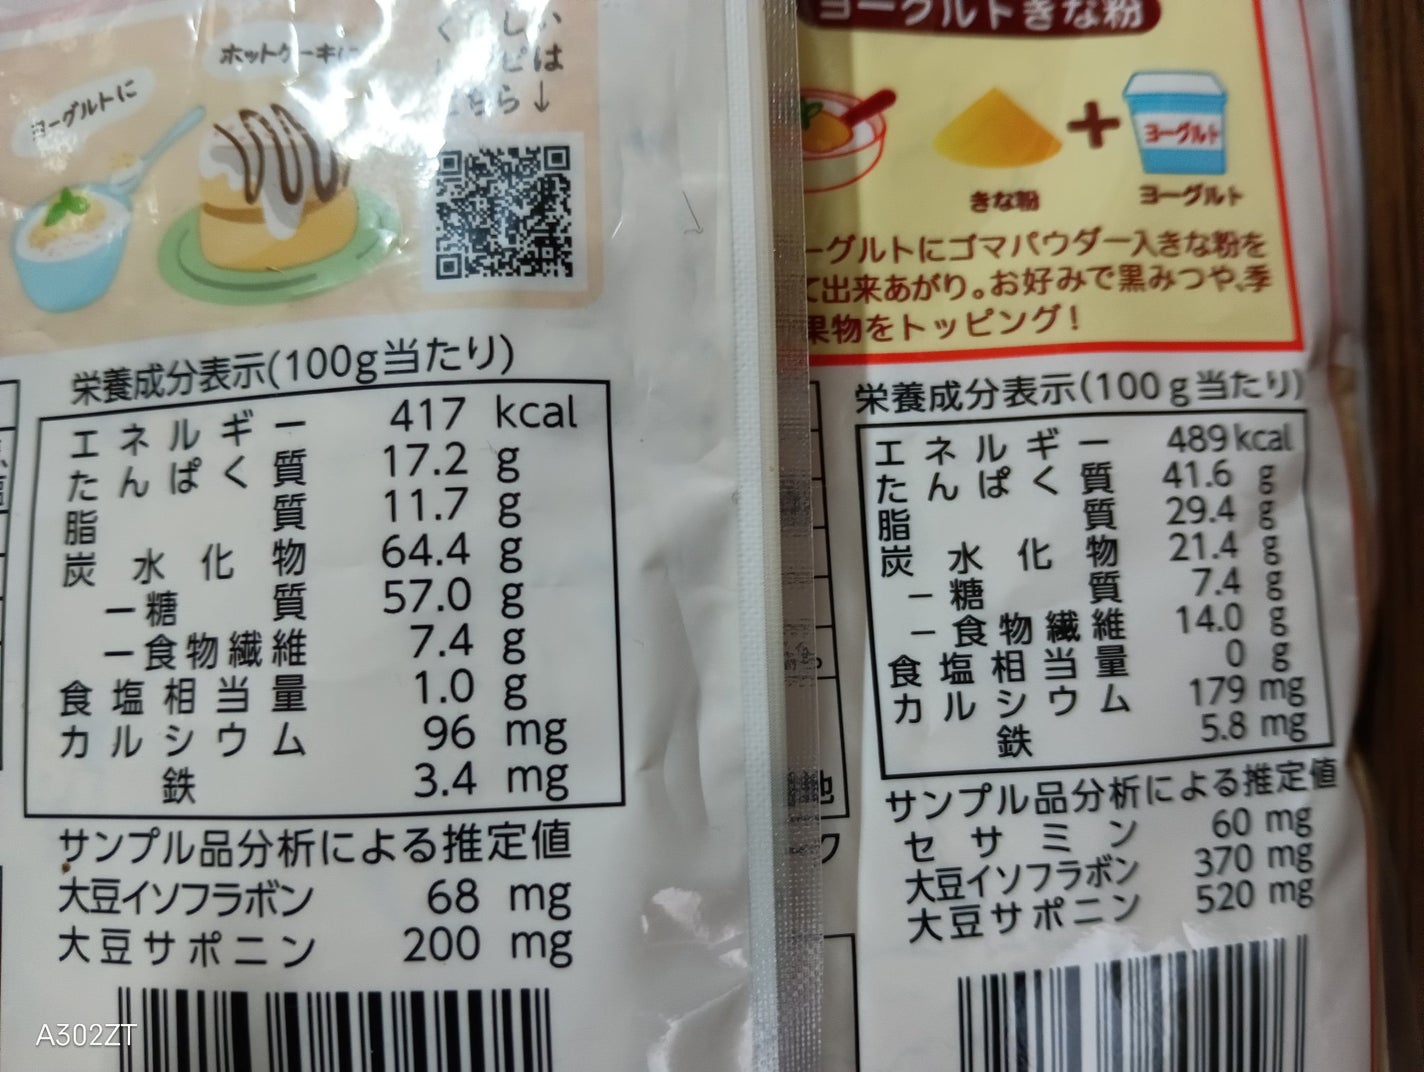 ヨーグルトに
ホットケーキに
ちら↓
栄養成分表示(100g当たり)
エネルギー 417 kcal
たんぱく質 17.2 g
脂質 11.7 g
炭水化物 64.4 g
ー糖質 57.0 g
ー食物繊維 7.4 g
食塩相当量 1.0 g
カルシウム 96 mg
鉄 3.4 mg
サンプル品分析による推定値
大豆イソフラボン 68 mg
大豆サポニン 200 mg
ヨーグルトきな粉
ヨーグルト
きな粉 + ヨーグルト
ーグルトにゴマパウダー入きな粉を
て出来あがり。お好みで黒みつや、季
果物をトッピング!
栄養成分表示(100g当たり)
エネルギー 489 kcal
たんぱく質 41.6 g
脂質 29.4 g
炭水化物 21.4 g
ー糖質 7.4 g
ー食物繊維 14.0 g
食塩相当量 0 g
カルシウム 179 mg
鉄 5.8 mg
サンプル品分析による推定値
セサミン 60 mg
大豆イソフラボン 370 mg
大豆サポニン 520 mg
A302ZT